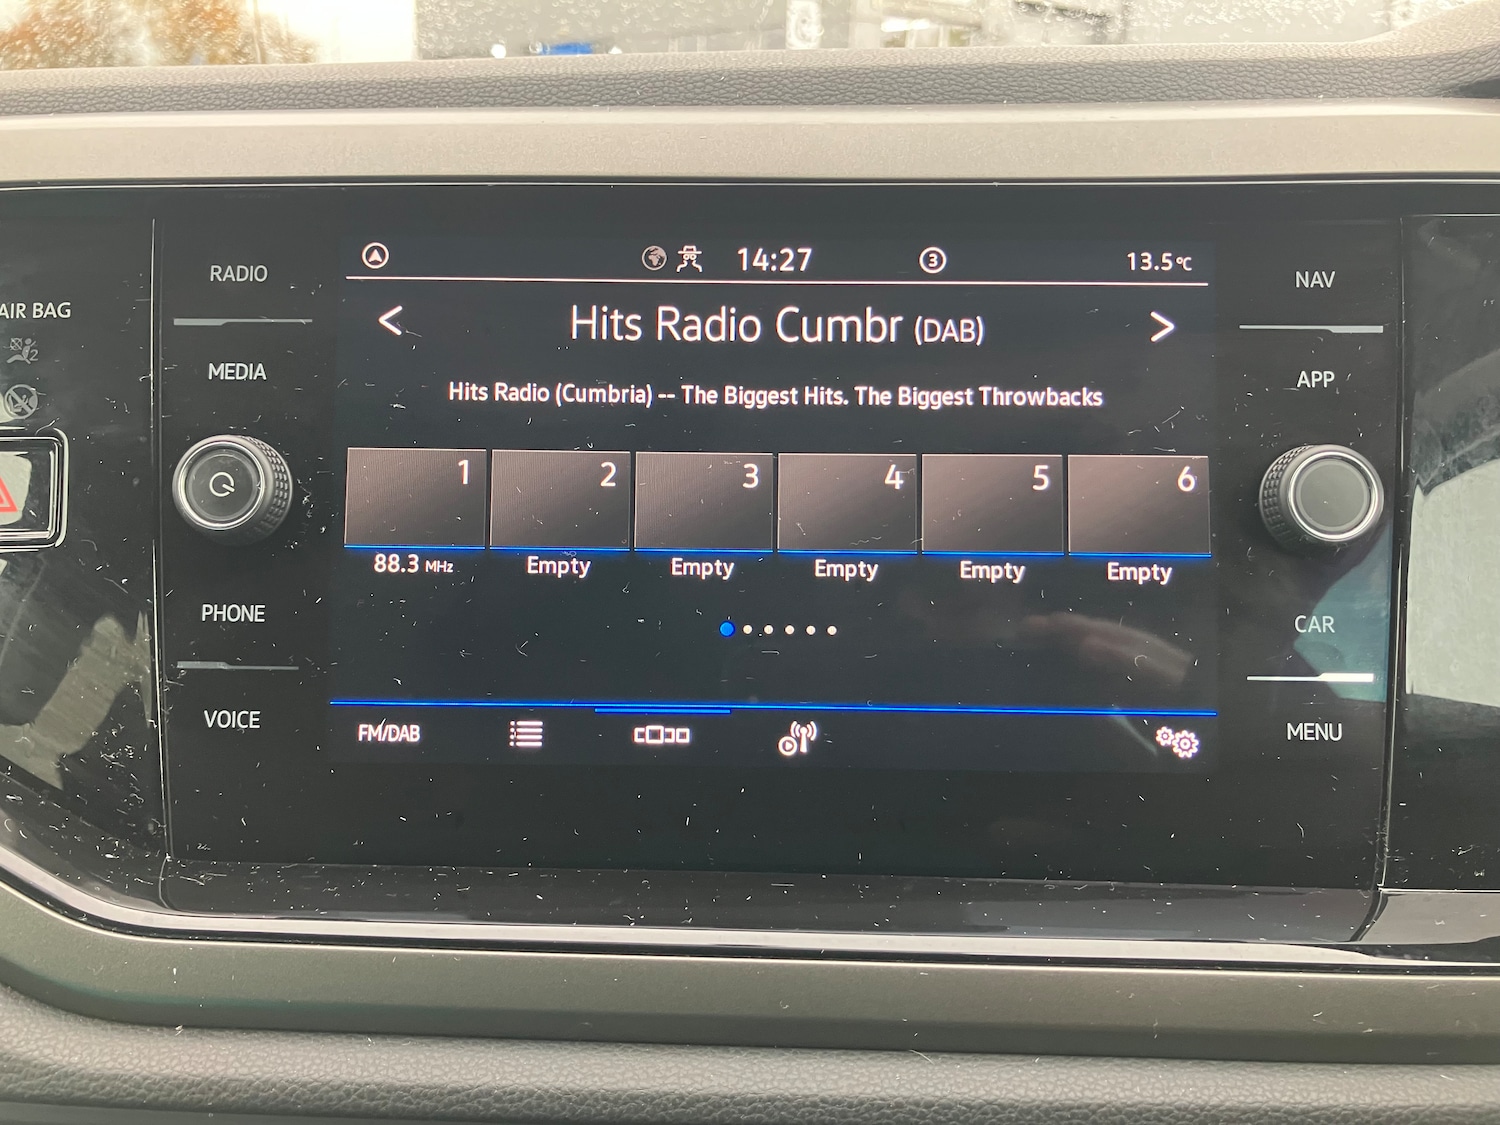 14:27
3
13.5°C
RADIO
NAV
Hits Radio Cumbr (DAB)
AIR BAG
2
MEDIA
APP
Hits Radio (Cumbria) -- The Biggest Hits. The Biggest Throwbacks
1 2 3 4 5 6
88.3 MHz Empty Empty Empty Empty Empty
PHONE
CAR
VOICE
FM/DAB
MENU